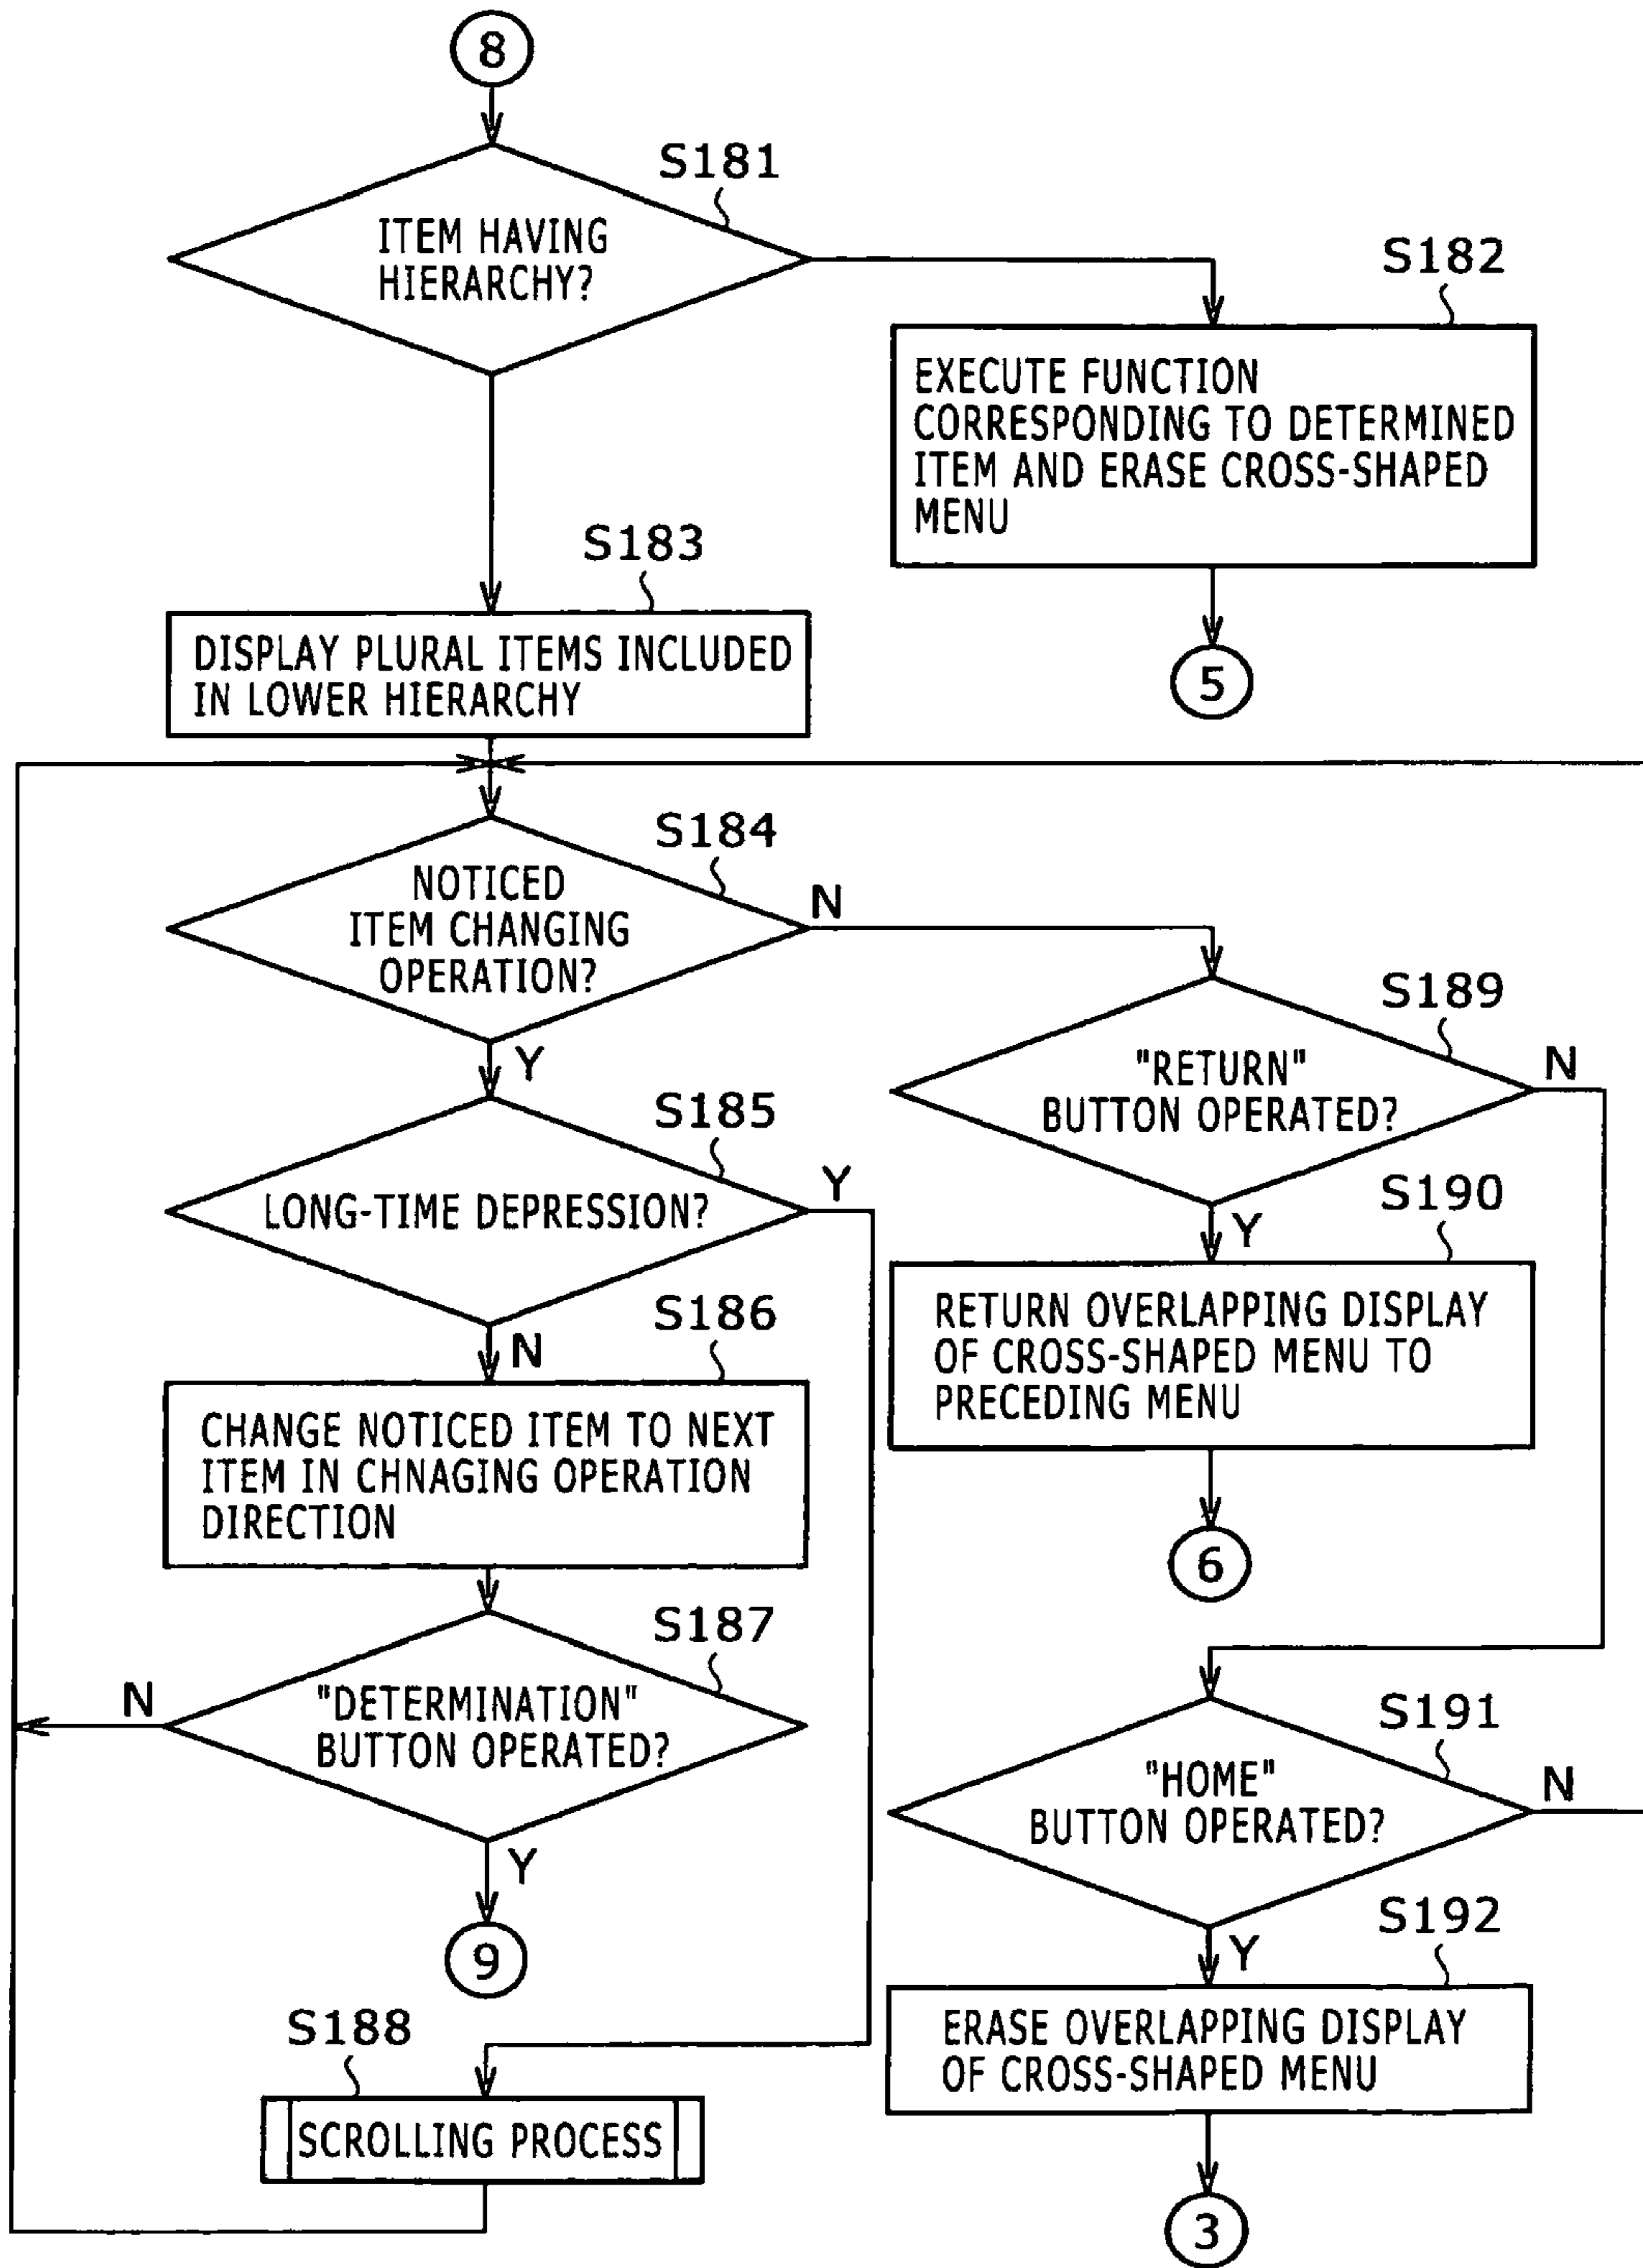 8
S181
ITEM HAVING
HIERARCHY?
S182
EXECUTE FUNCTION
CORRESPONDING TO DETERMINED
ITEM AND ERASE CROSS-SHAPED
MENU
5
S183
DISPLAY PLURAL ITEMS INCLUDED
IN LOWER HIERARCHY
S184
NOTICED
ITEM CHANGING
OPERATION?
N
Y
S185
LONG-TIME DEPRESSION?
Y
N
S186
CHANGE NOTICED ITEM TO NEXT
ITEM IN CHNAGING OPERATION
DIRECTION
S187
"DETERMINATION"
BUTTON OPERATED?
N
Y
9
S188
SCROLLING PROCESS
S189
"RETURN"
BUTTON OPERATED?
N
Y
S190
RETURN OVERLAPPING DISPLAY
OF CROSS-SHAPED MENU TO
PRECEDING MENU
6
S191
"HOME"
BUTTON OPERATED?
N
Y
S192
ERASE OVERLAPPING DISPLAY
OF CROSS-SHAPED MENU
3